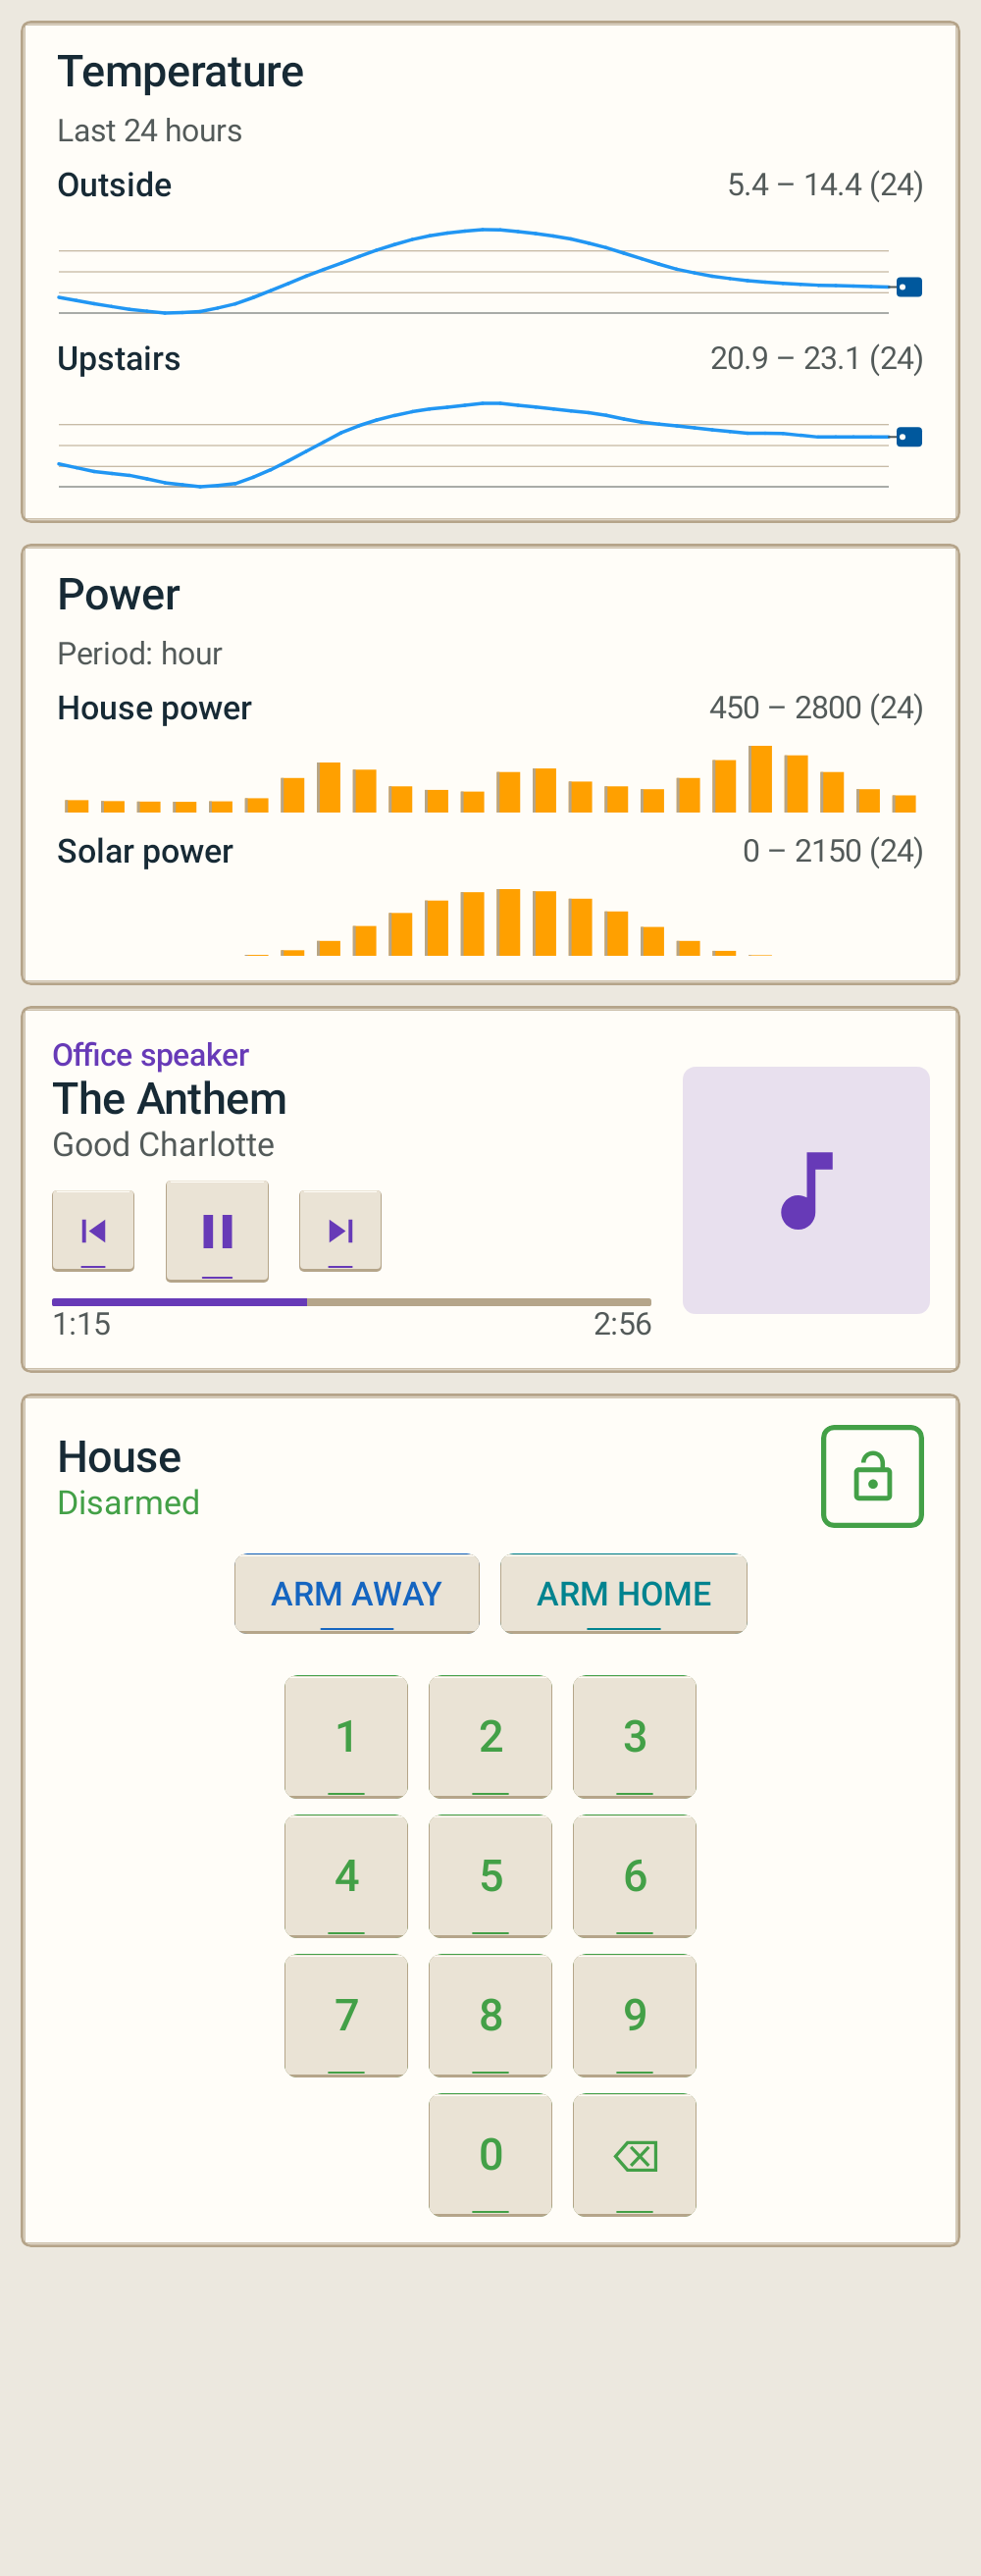 Temperature
Last 24 hours
Outside 5.4 – 14.4 (24)
Upstairs 20.9 – 23.1 (24)
Power
Period: hour
House power 450 – 2800 (24)
Solar power 0 – 2150 (24)
Office speaker
The Anthem
Good Charlotte
1:15 2:56
House
Disarmed
ARM AWAY ARM HOME
1 2 3
4 5 6
7 8 9
0